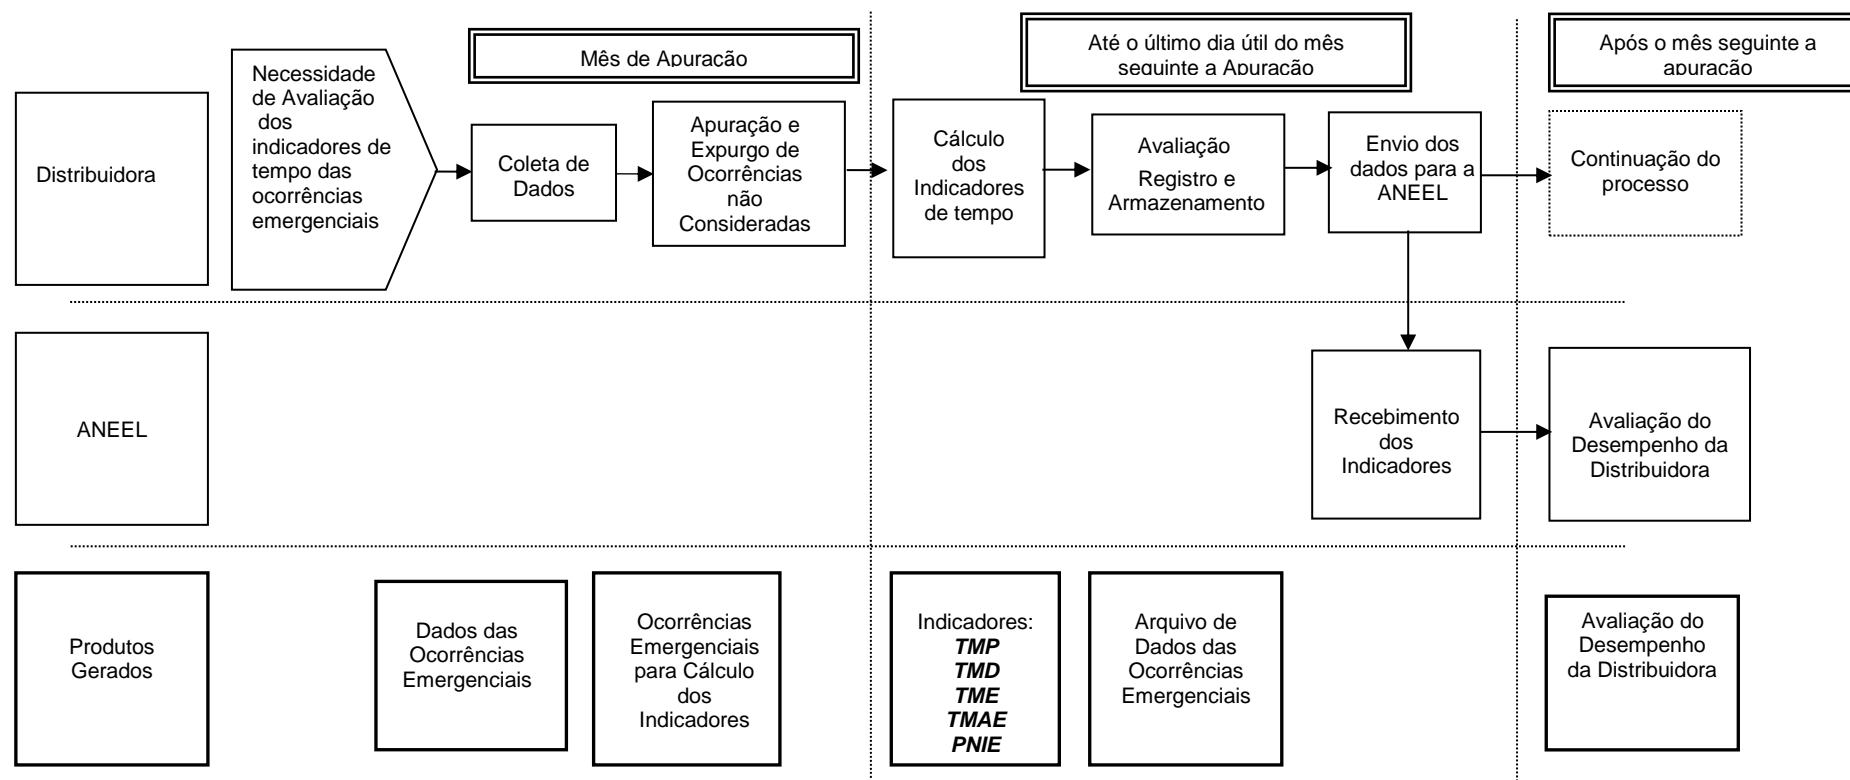 Mês de Apuração
Até o último dia útil do mês
seguinte a Apuração
Após o mês seguinte a
apuração
Distribuidora
Necessidade
de Avaliação
dos
indicadores de
tempo das
ocorrências
emergenciais
Coleta de
Dados
Apuração e
Expurgo de
Ocorrências
não
Consideradas
Cálculo
dos
Indicadores
de tempo
Avaliação
Registro e
Armazenamento
Envio dos
dados para a
ANEEL
Continuação do
processo
ANEEL
Recebimento
dos
Indicadores
Avaliação do
Desempenho da
Distribuidora
Produtos
Gerados
Dados das
Ocorrências
Emergenciais
Ocorrências
Emergenciais
para Cálculo
dos
Indicadores
Indicadores:
TMP
TMD
TME
TMAE
PNIE
Arquivo de
Dados das
Ocorrências
Emergenciais
Avaliação do
Desempenho
da Distribuidora